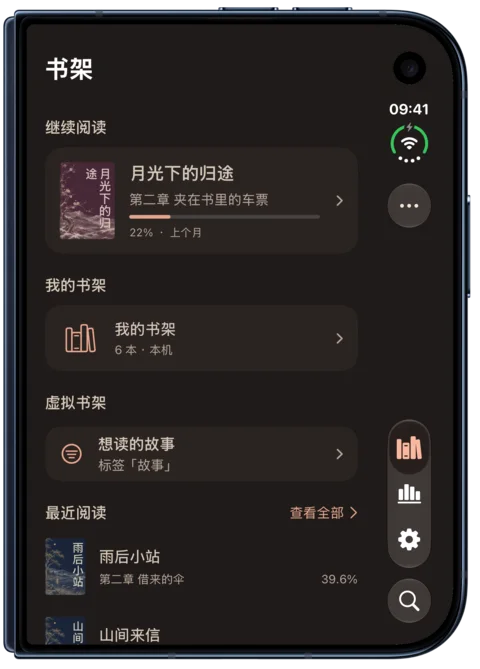 书架
09:41
继续阅读
月光下的归途
月光下的归途
第二章 夹在书里的车票
22% · 上个月
我的书架
我的书架
6 本 · 本机
虚拟书架
想读的故事
标签「故事」
最近阅读
查看全部
雨后小站
雨后小站
第二章 借来的伞
39.6%
山间
山间来信